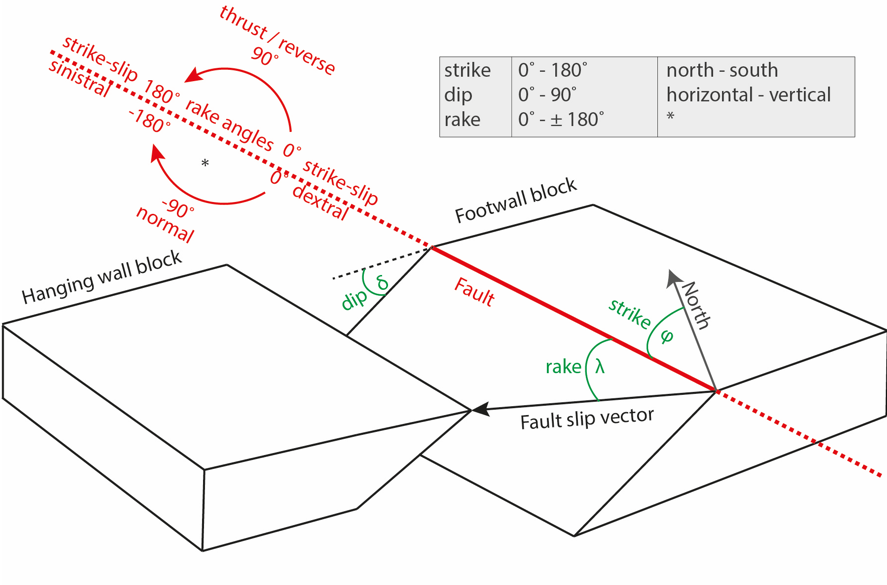 thrust / reverse
90°
strike-slip 180° rake angles 0° strike-slip
sinistral -180° 0° dextral
*
-90°
normal
strike 0° - 180° north - south
dip 0° - 90° horizontal - vertical
rake 0° - ± 180° *
Footwall block
Hanging wall block
dip δ
Fault
North
strike φ
rake λ
Fault slip vector